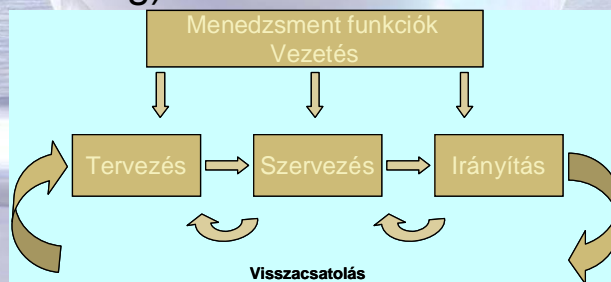 Menedzsment funkciók
Vezetés
Tervezés
Szervezés
Irányítás
Visszacsatolás